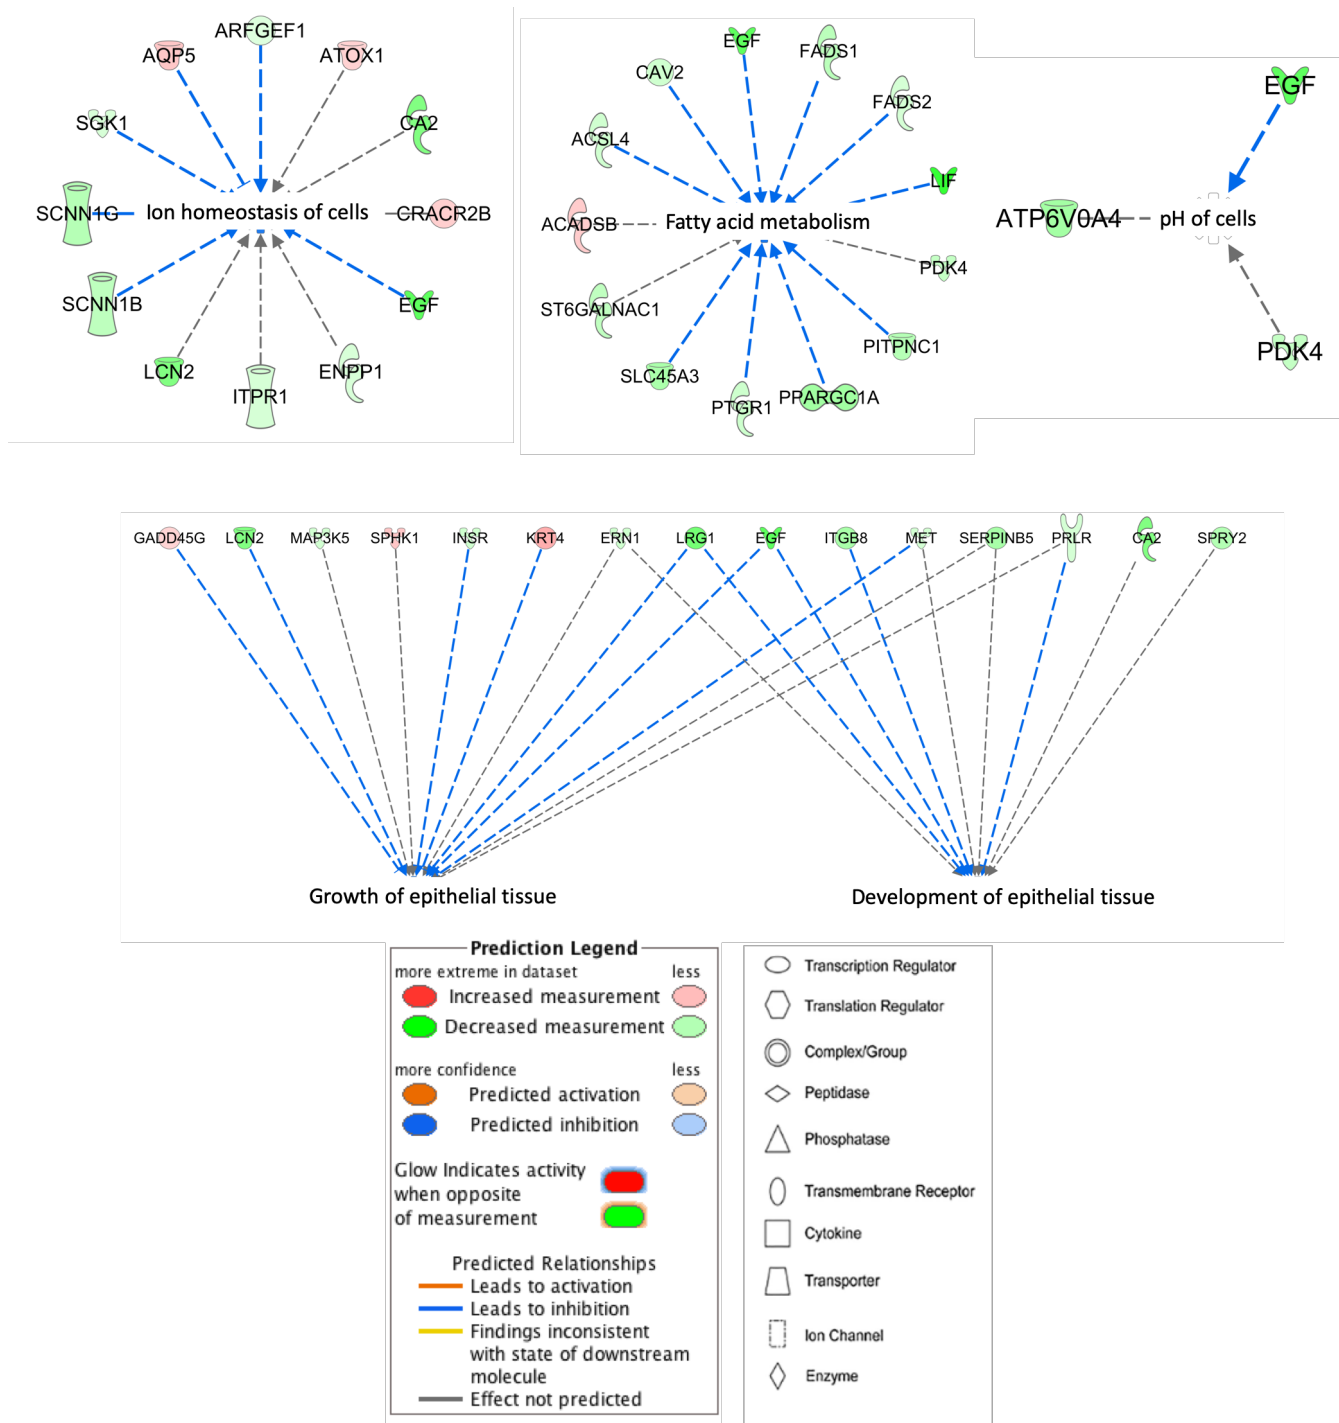 ARFGEF1
AQP5
ATOX1
SGK1
CA2
SCNN1G
Ion homeostasis of cells
CRACR2B
SCNN1B
EGF
LCN2
ITPR1
ENPP1
EGF
FADS1
CAV2
FADS2
ACSL4
LIF
ACADSB
Fatty acid metabolism
PDK4
ST6GALNAC1
PITPNC1
SLC45A3
PTGR1
PPARGC1A
EGF
ATP6V0A4
pH of cells
PDK4
GADD45G
LCN2
MAP3K5
SPHK1
INSR
KRT4
ERN1
LRG1
EGF
ITGB8
MET
SERPINB5
PRLR
CA2
SPRY2
Growth of epithelial tissue
Development of epithelial tissue
Prediction Legend
more extreme in dataset
less
Increased measurement
Decreased measurement
more confidence
less
Predicted activation
Predicted inhibition
Glow Indicates activity
when opposite
of measurement
Predicted Relationships
Leads to activation
Leads to inhibition
Findings inconsistent
with state of downstream
molecule
Effect not predicted
Transcription Regulator
Translation Regulator
Complex/Group
Peptidase
Phosphatase
Transmembrane Receptor
Cytokine
Transporter
Ion Channel
Enzyme